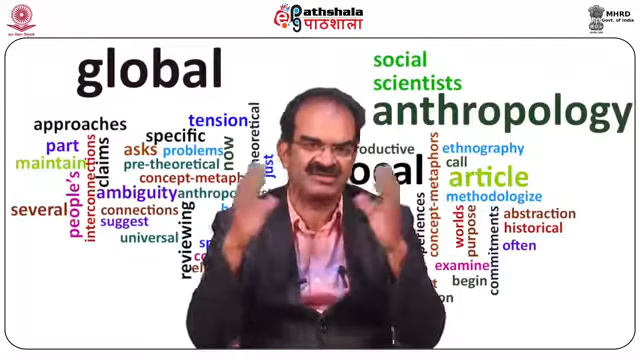 Pathshala
पाठशाला
MHRD
Govt. of India
global
social
scientists
anthropology
approaches
tension
specific
part
asks
problems
now
maintain
claims
pre-theoretical
just
interconnections
people's
concept-metap
ambiguity
anthropo
several
connections
suggest
reviewing
universal
ethnography
call
article
concept-metaphors
methodologize
worlds
purpose
commitments
abstraction
historical
often
examine
begin